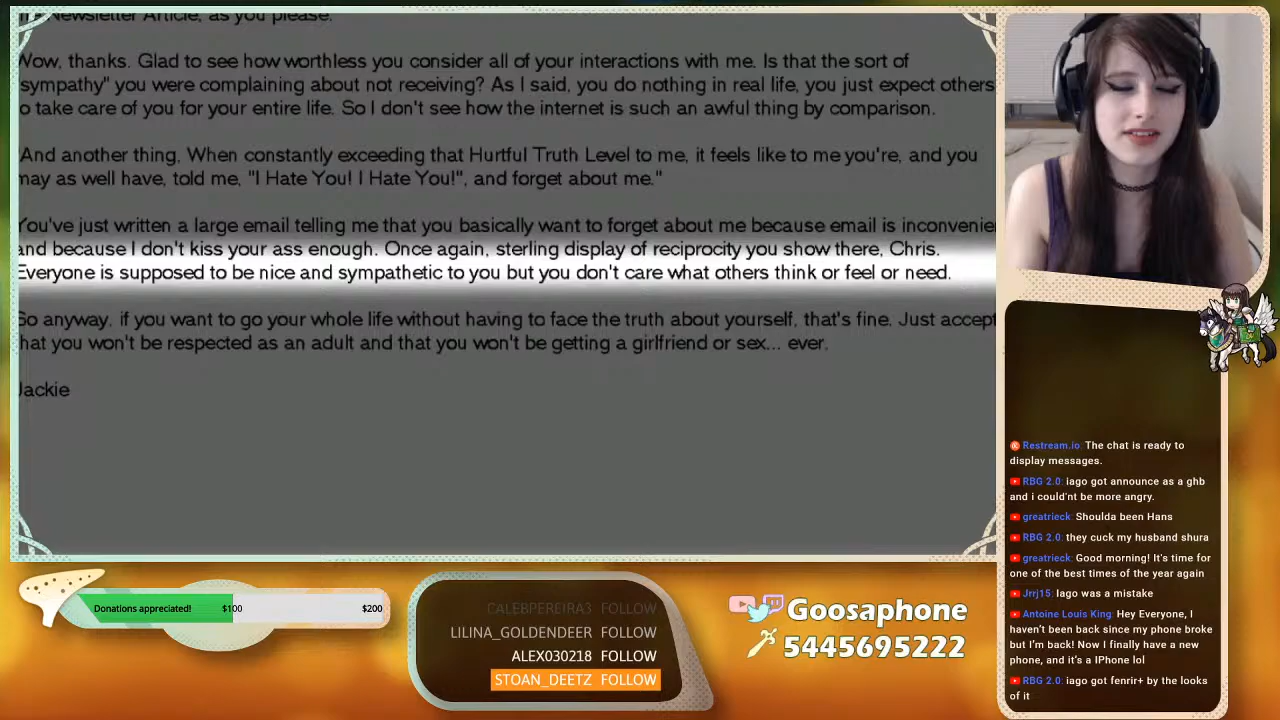 Newsletter Article, as you please.
Wow, thanks. Glad to see how worthless you consider all of your interactions with me. Is that the sort of
"sympathy" you were complaining about not receiving? As I said, you do nothing in real life, you just expect others
to take care of you for your entire life. So I don't see how the internet is such an awful thing by comparison.
"And another thing, When constantly exceeding that Hurtful Truth Level to me, it feels like to me you're, and you
may as well have, told me, "I Hate You! I Hate You!", and forget about me."
You've just written a large email telling me that you basically want to forget about me because email is inconvenien
and because I don't kiss your ass enough. Once again, sterling display of reciprocity you show there, Chris.
Everyone is supposed to be nice and sympathetic to you but you don't care what others think or feel or need.
So anyway, if you want to go your whole life without having to face the truth about yourself, that's fine. Just accept
that you won't be respected as an adult and that you won't be getting a girlfriend or sex... ever.
Jackie
Restream.io: The chat is ready to
display messages.
RBG 2.0: iago got announce as a ghb
and i could'nt be more angry.
greatrieck: Shoulda been Hans
RBG 2.0: they cuck my husband shura
greatrieck: Good morning! It's time for
one of the best times of the year again
Jrrj15: Iago was a mistake
Antoine Louis King: Hey Everyone, I
haven't been back since my phone broke
but I'm back! Now I finally have a new
phone, and it's a IPhone lol
RBG 2.0: iago got fenrir+ by the looks
of it
Donations appreciated! $100 $200
CALEBPEREIRA3 FOLLOW
LILINA_GOLDENDEER FOLLOW
ALEX030218 FOLLOW
STOAN_DEETZ FOLLOW
Goosaphone
5445695222